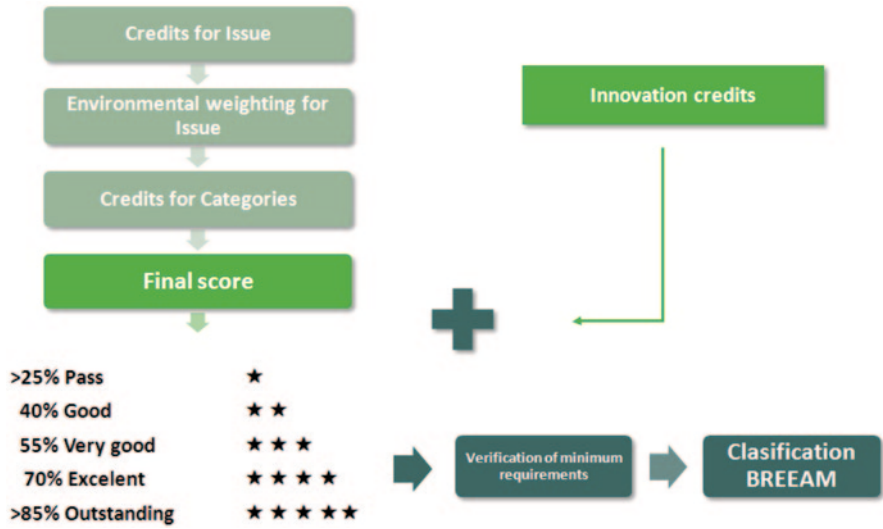 Credits for Issue
Environmental weighting for
Issue
Credits for Categories
Final score
Innovation credits
>25% Pass ★
40% Good ★ ★
55% Very good ★ ★ ★
70% Excelent ★ ★ ★ ★
>85% Outstanding ★ ★ ★ ★ ★
Verification of minimum
requirements
Clasification
BREEAM